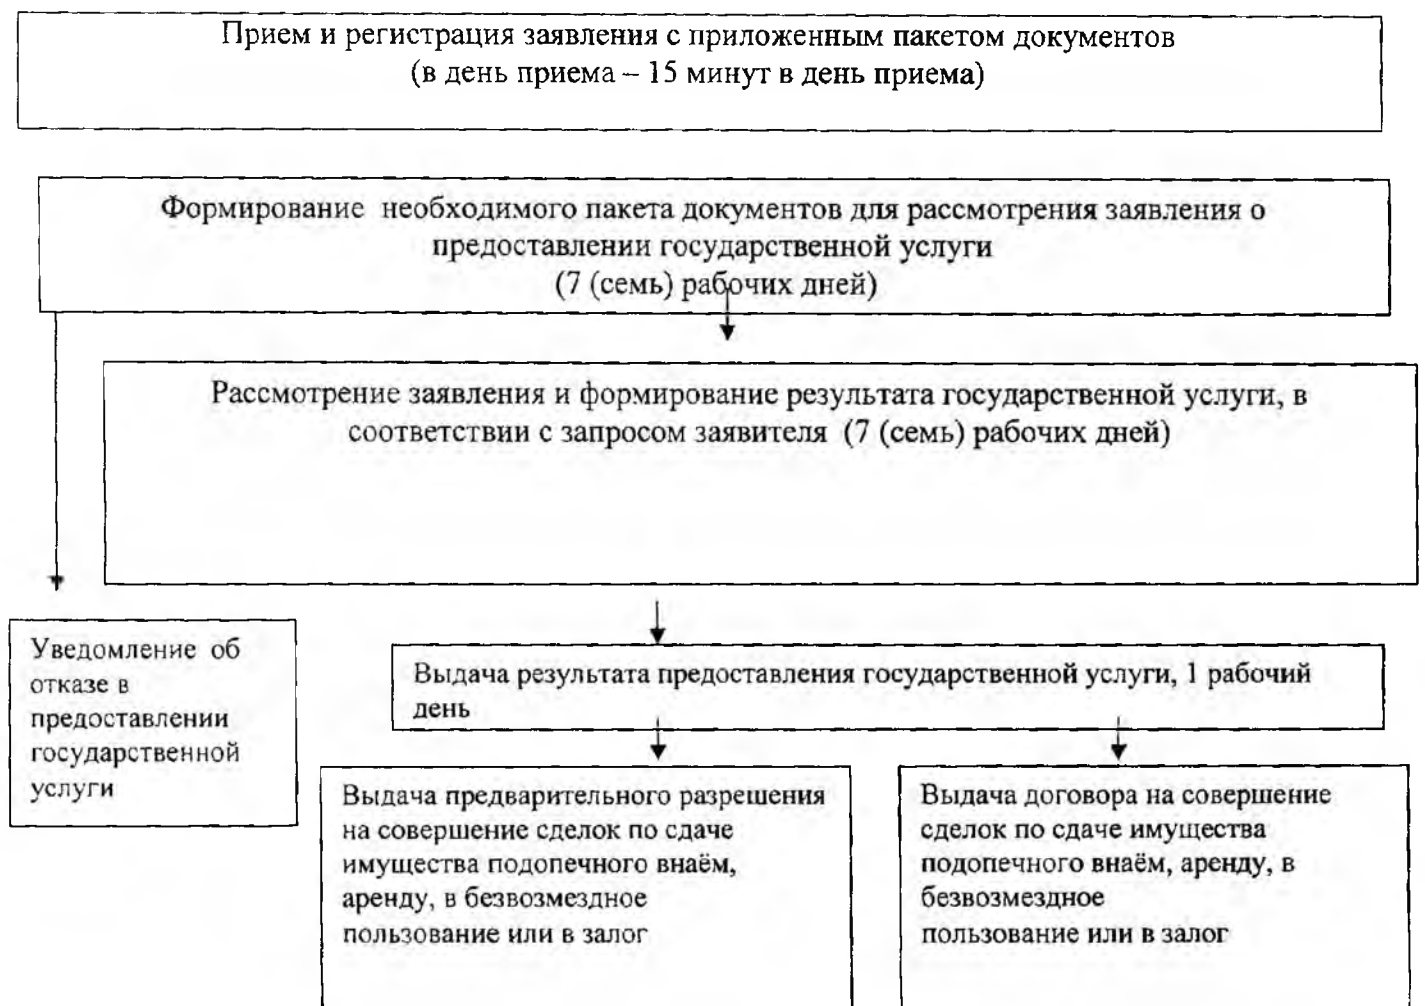 Прием и регистрация заявления с приложенным пакетом документов
(в день приема – 15 минут в день приема)
Формирование необходимого пакета документов для рассмотрения заявления о
предоставлении государственной услуги
(7 (семь) рабочих дней)
Рассмотрение заявления и формирование результата государственной услуги, в
соответствии с запросом заявителя (7 (семь) рабочих дней)
Уведомление об
отказе в
предоставлении
государственной
услуги
Выдача результата предоставления государственной услуги, 1 рабочий
день
Выдача предварительного разрешения
на совершение сделок по сдаче
имущества подопечного внаём,
аренду, в безвозмездное
пользование или в залог
Выдача договора на совершение
сделок по сдаче имущества
подопечного внаём, аренду, в
безвозмездное
пользование или в залог